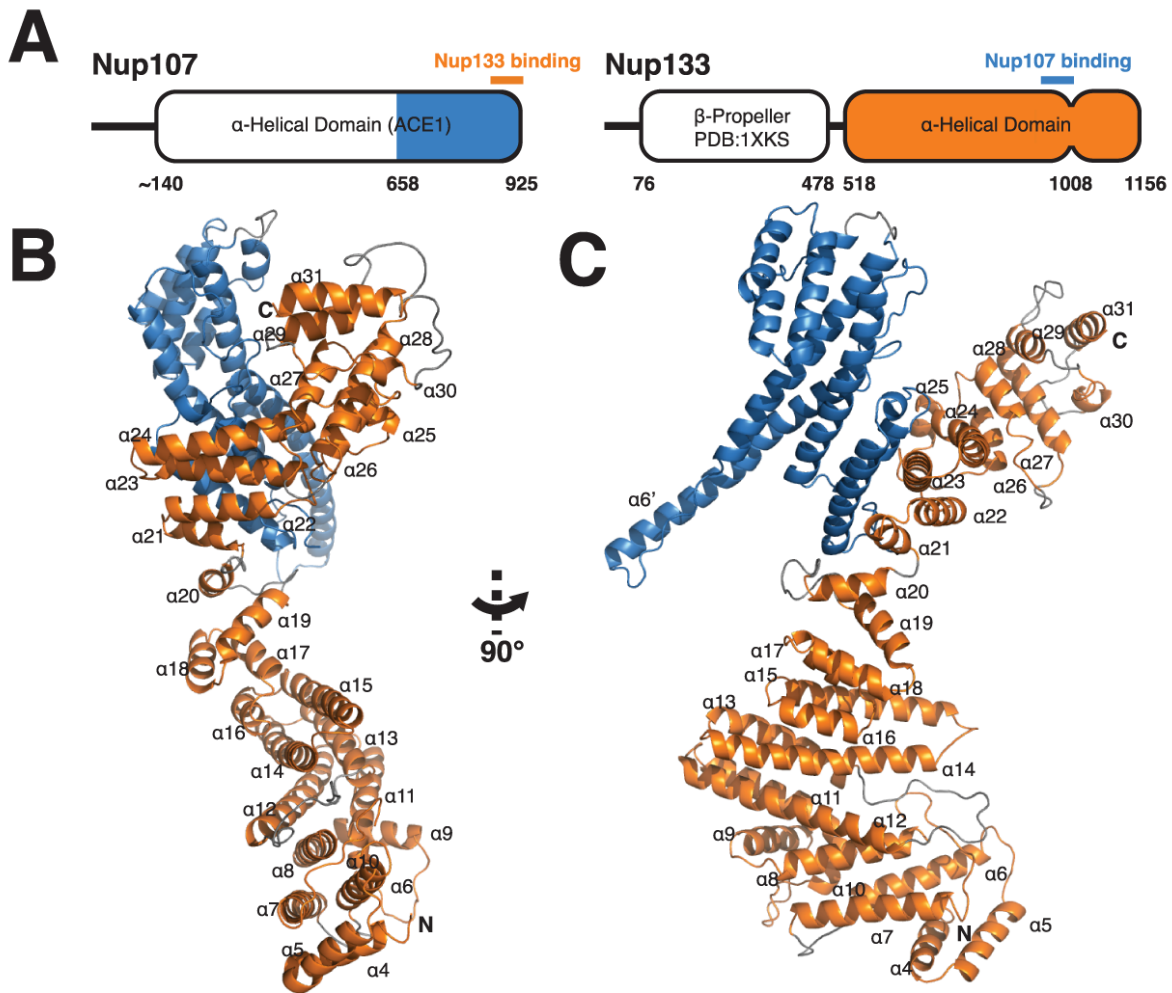 A
Nup107
Nup133 binding
α-Helical Domain (ACE1)
~140
658
925
Nup133
Nup107 binding
β-Propeller
PDB:1XKS
α-Helical Domain
76
478
518
1008
1156
B
α31
C
α29
α28
α27
α30
α24
α25
α23
α26
α22
α21
α20
α19
α18
α17
α15
α16
α13
α14
α12
α11
α9
α8
α10
α6
α7
N
α5
α4
90°
C
α31
α29
C
α28
α25
α24
α30
α6’
α23
α27
α26
α22
α21
α20
α19
α17
α15
α18
α13
α16
α14
α11
α12
α9
α8
α10
α6
α5
α7
N
α4